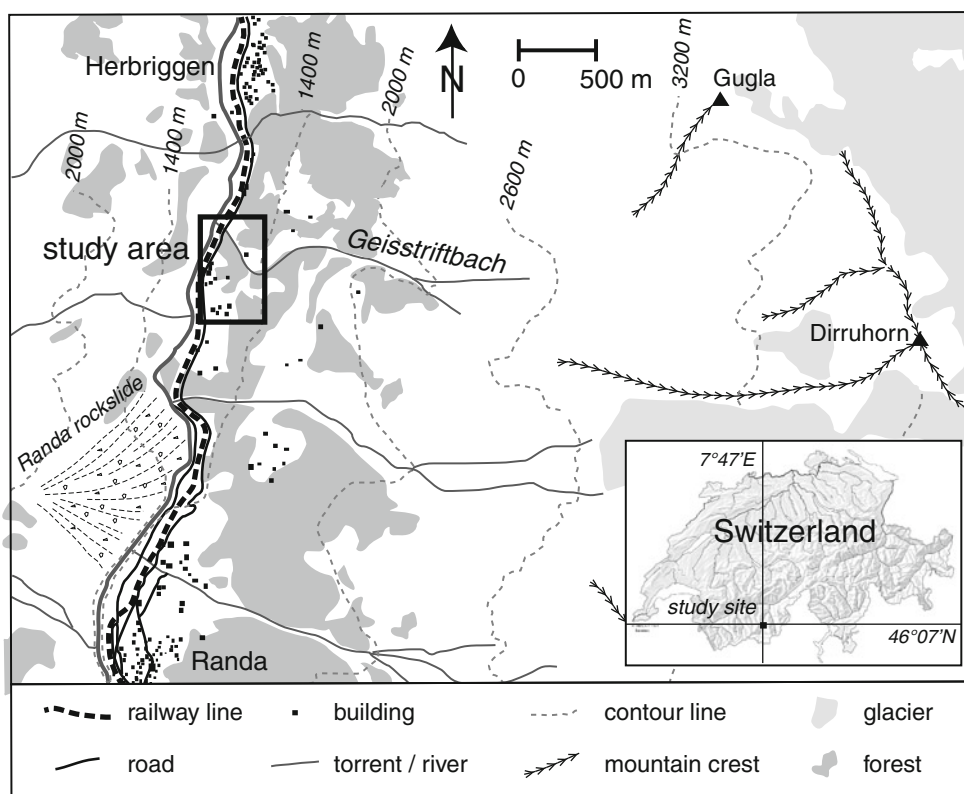 Herbriggen
1400 m
2000 m
N
0 500 m
3200 m
Gugla
2000 m
1400 m
2600 m
study area
Geisstriftbach
Dirruhorn
Randa rockslide
7°47'E
Switzerland
study site
46°07'N
Randa
railway line
building
contour line
glacier
road
torrent / river
mountain crest
forest